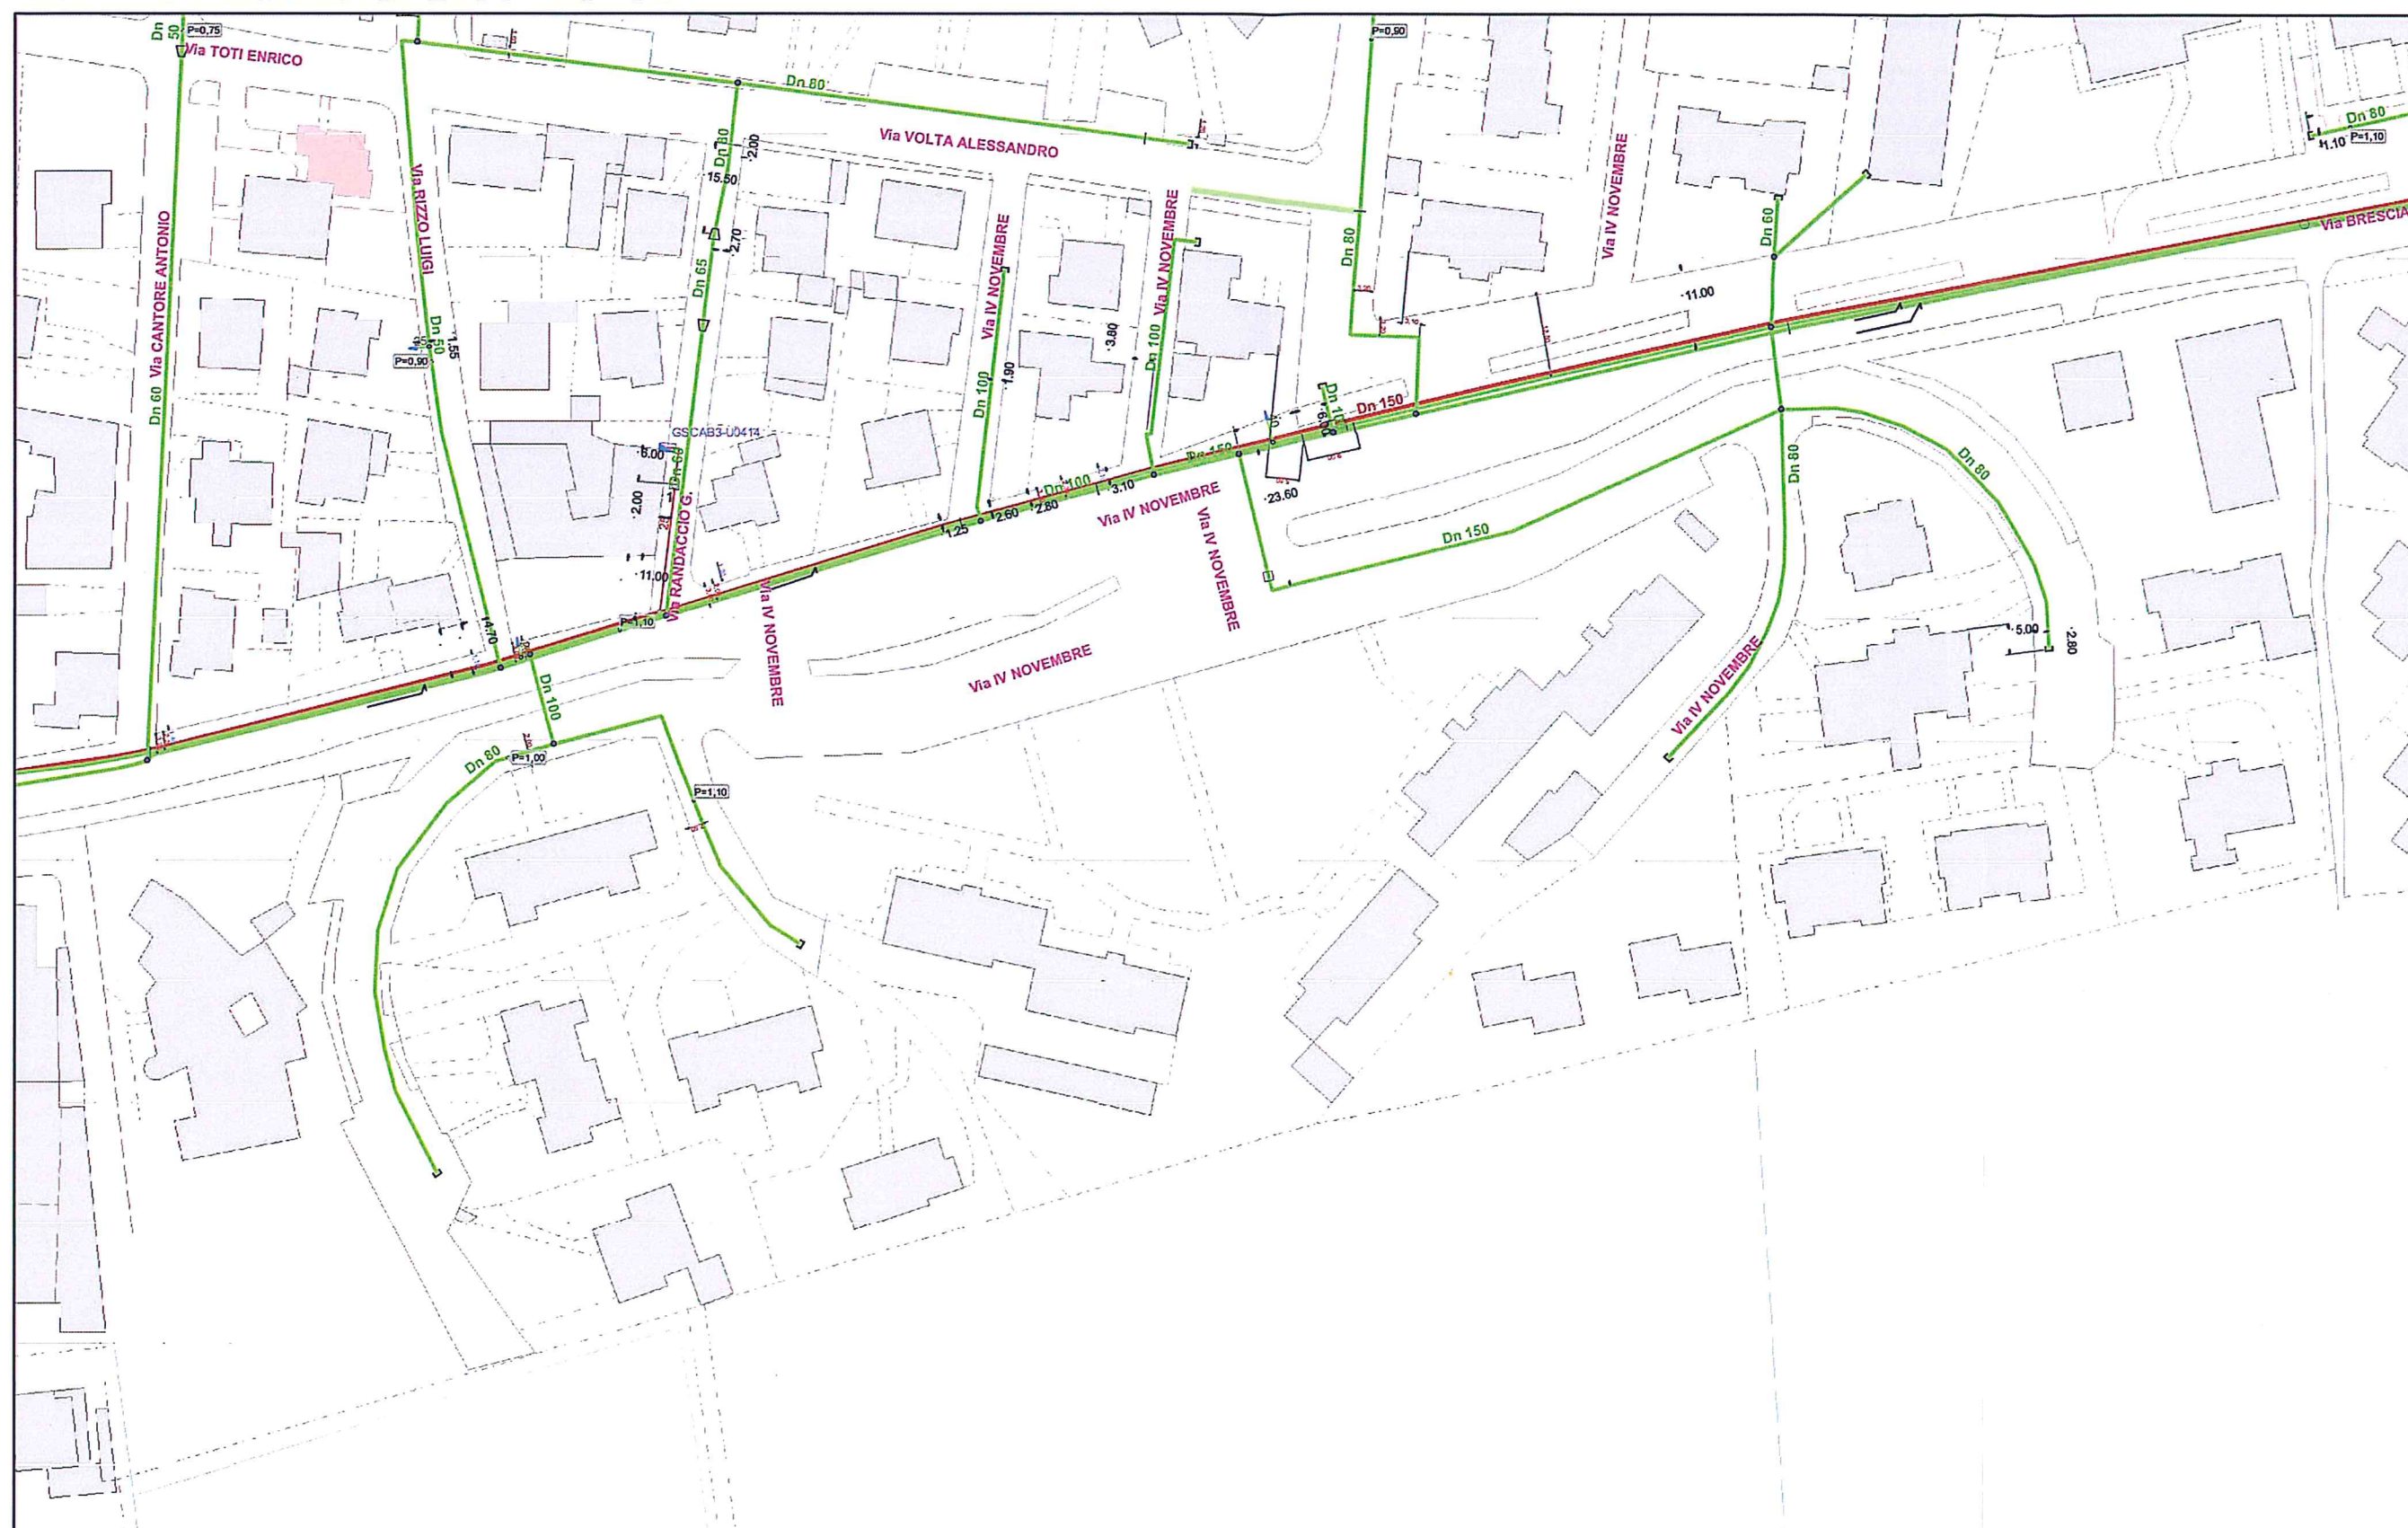 Dn 50
P=0,75
Via TOTI ENRICO
Dn 80
P=0,90
Via VOLTA ALESSANDRO
Dn 80
2.00
15.50
2.70
Dn 65
Via RIZZO LUIGI
Via CANTORE ANTONIO
Dn 60
Dn 50
1.55
P=0,90
Via IV NOVEMBRE
Dn 100
1.90
3.80
Via IV NOVEMBRE
Dn 100
Dn 80
Via IV NOVEMBRE
Dn 60
11.00
Dn 80
P=1,10
1.10
Via BRESCIA
GSCAB3-U0414
6.00
Dn 60
2.00
11.00
Via RANDACCIO G.
P=1,10
4.70
1.25
2.60
2.80
Dn 100
3.10
Dn 150
6.00
23.60
Via IV NOVEMBRE
Via IV NOVEMBRE
Dn 150
Dn 80
Dn 80
Via IV NOVEMBRE
Via IV NOVEMBRE
Via IV NOVEMBRE
5.00
2.80
Dn 100
Dn 80
P=1,00
P=1,10